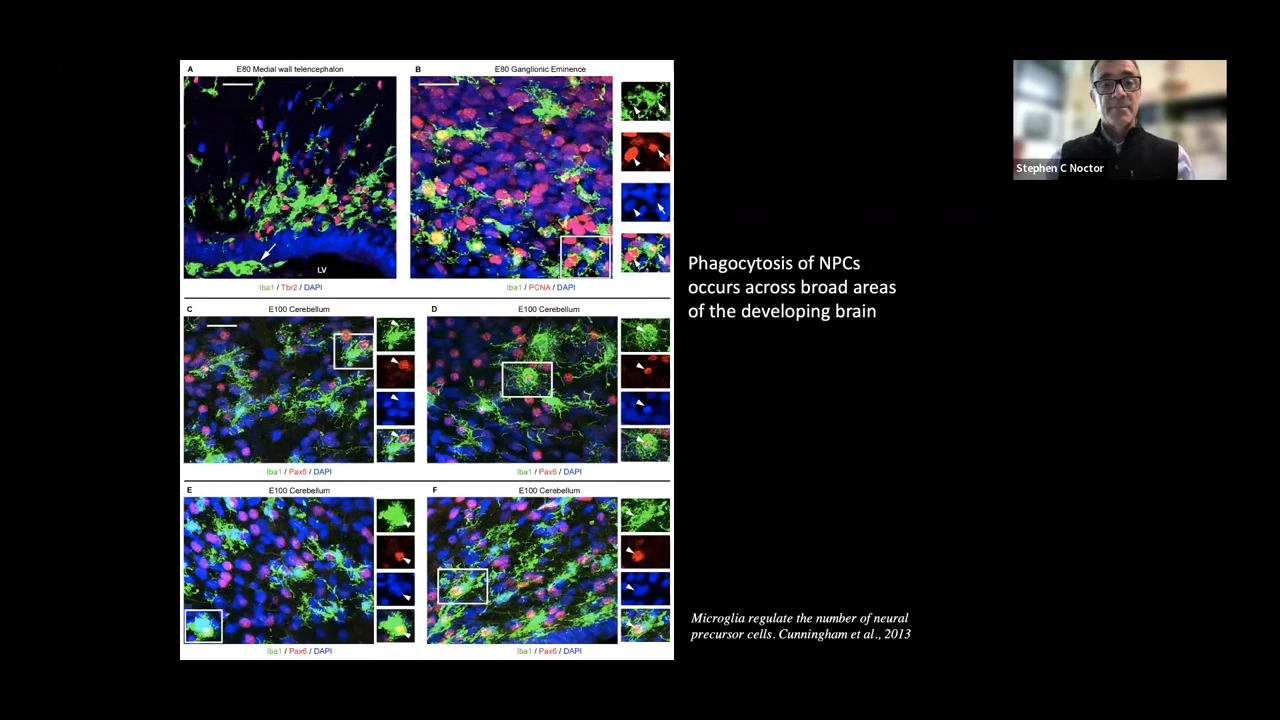 A E80 Medial wall telencephalon
B E80 Ganglionic Eminence
LV
Iba1 / Tbr2 / DAPI
Iba1 / PCNA / DAPI
C E100 Cerebellum
D E100 Cerebellum
Iba1 / Pax6 / DAPI
Iba1 / Pax6 / DAPI
E E100 Cerebellum
F E100 Cerebellum
Iba1 / Pax6 / DAPI
Iba1 / Pax6 / DAPI
Phagocytosis of NPCs
occurs across broad areas
of the developing brain
Microglia regulate the number of neural
precursor cells. Cunningham et al., 2013
Stephen C Noctor